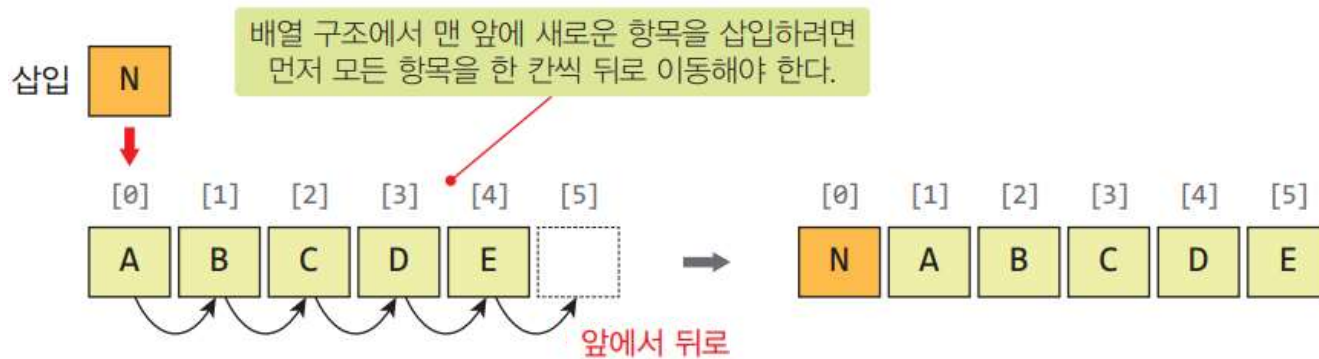 배열 구조에서 맨 앞에 새로운 항목을 삽입하려면
먼저 모든 항목을 한 칸씩 뒤로 이동해야 한다.
삽입 N
[0] [1] [2] [3] [4] [5]
A B C D E
앞에서 뒤로
[0] [1] [2] [3] [4] [5]
N A B C D E